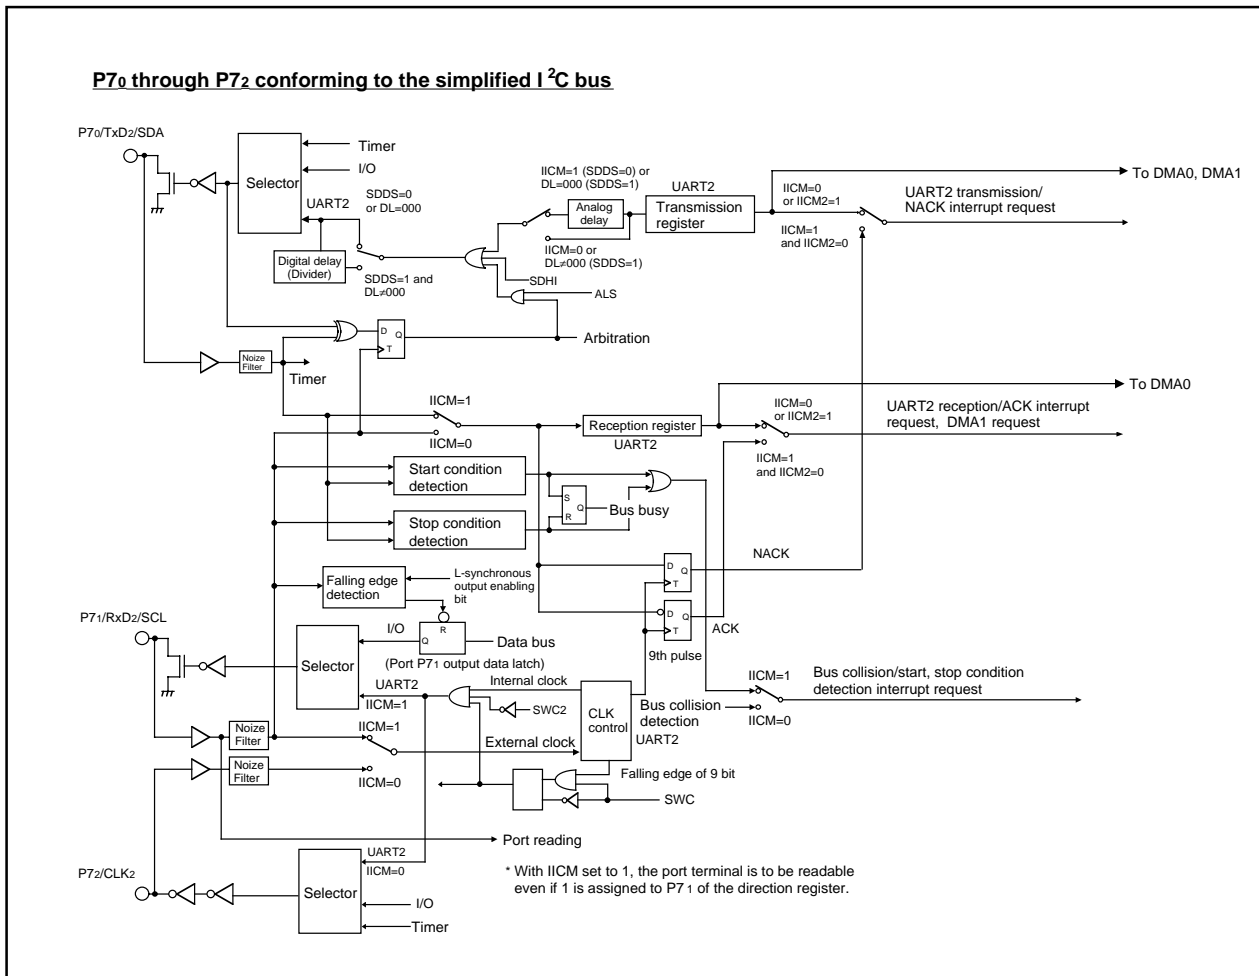 P70 through P72 conforming to the simplified I 2C bus
P70/TxD2/SDA
Timer
I/O
Selector
UART2
SDDS=0
or DL=000
Digital delay
(Divider)
SDDS=1 and
DL≠000
IICM=1 (SDDS=0) or
DL=000 (SDDS=1)
Analog
delay
IICM=0 or
DL≠000 (SDDS=1)
SDHI
ALS
UART2
Transmission
register
To DMA0, DMA1
IICM=0
or IICM2=1
UART2 transmission/
NACK interrupt request
IICM=1
and IICM2=0
D
Q
T
Arbitration
Noize
Filter
Timer
IICM=1
IICM=0
Reception register
UART2
To DMA0
IICM=0
or IICM2=1
UART2 reception/ACK interrupt
request, DMA1 request
IICM=1
and IICM2=0
Start condition
detection
S
Q
R
Bus busy
Stop condition
detection
NACK
D
Q
T
Falling edge
detection
L-synchronous
output enabling
bit
D
Q
T
ACK
9th pulse
P71/RxD2/SCL
I/O
R
Q
Data bus
(Port P71 output data latch)
Selector
UART2
IICM=1
Internal clock
SWC2
CLK
control
UART2
Bus collision
detection
IICM=1
IICM=0
Bus collision/start, stop condition
detection interrupt request
Noize
Filter
IICM=1
External clock
Noize
Filter
IICM=0
Falling edge of 9 bit
SWC
Port reading
P72/CLK2
UART2
IICM=0
Selector
I/O
Timer
* With IICM set to 1, the port terminal is to be readable
even if 1 is assigned to P71 of the direction register.